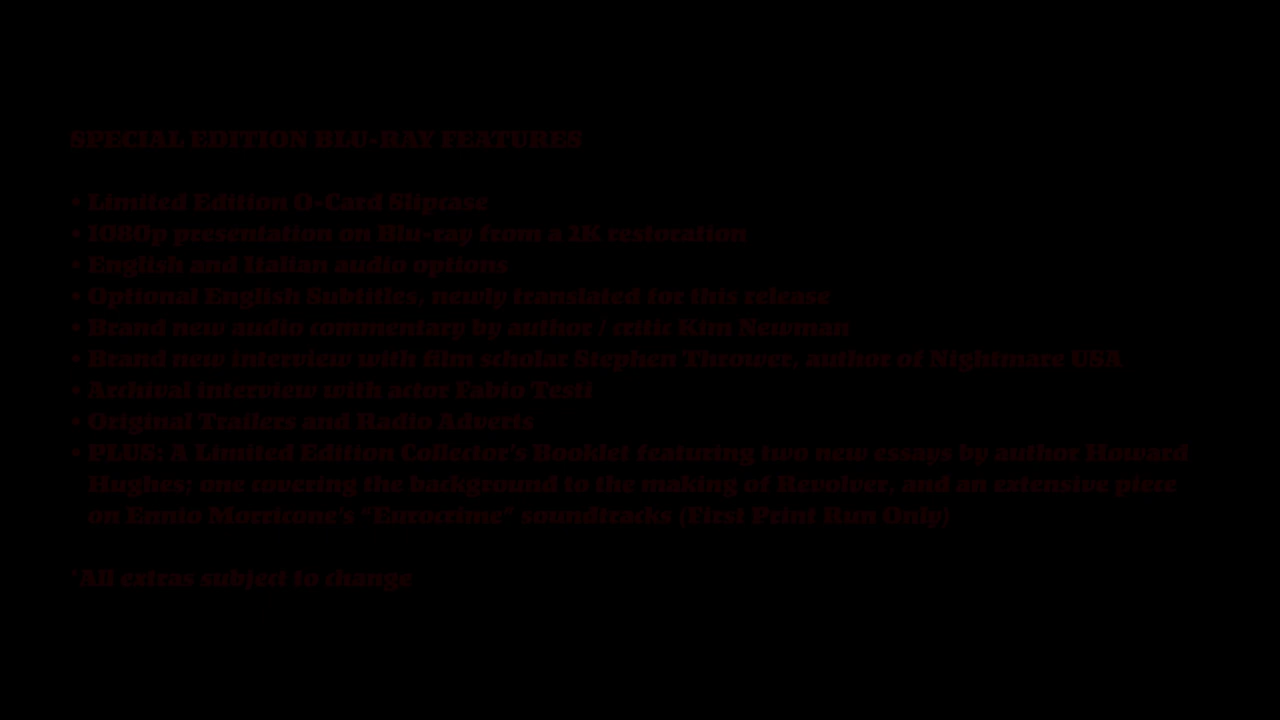 SPECIAL EDITION BLU-RAY FEATURES
• Limited Edition O-Card Slipcase
• 1080p presentation on Blu-ray from a 2K restoration
• English and Italian audio options
• Optional English Subtitles, newly translated for this release
• Brand new audio commentary by author / critic Kim Newman
• Brand new interview with film scholar Stephen Thrower, author of Nightmare USA
• Archival interview with actor Fabio Testi
• Original Trailers and Radio Adverts
• PLUS: A Limited Edition Collector's Booklet featuring two new essays by author Howard
Hughes; one covering the background to the making of Revolver, and an extensive piece
on Ennio Morricone's “Eurocrime” soundtracks (First Print Run Only)
*All extras subject to change